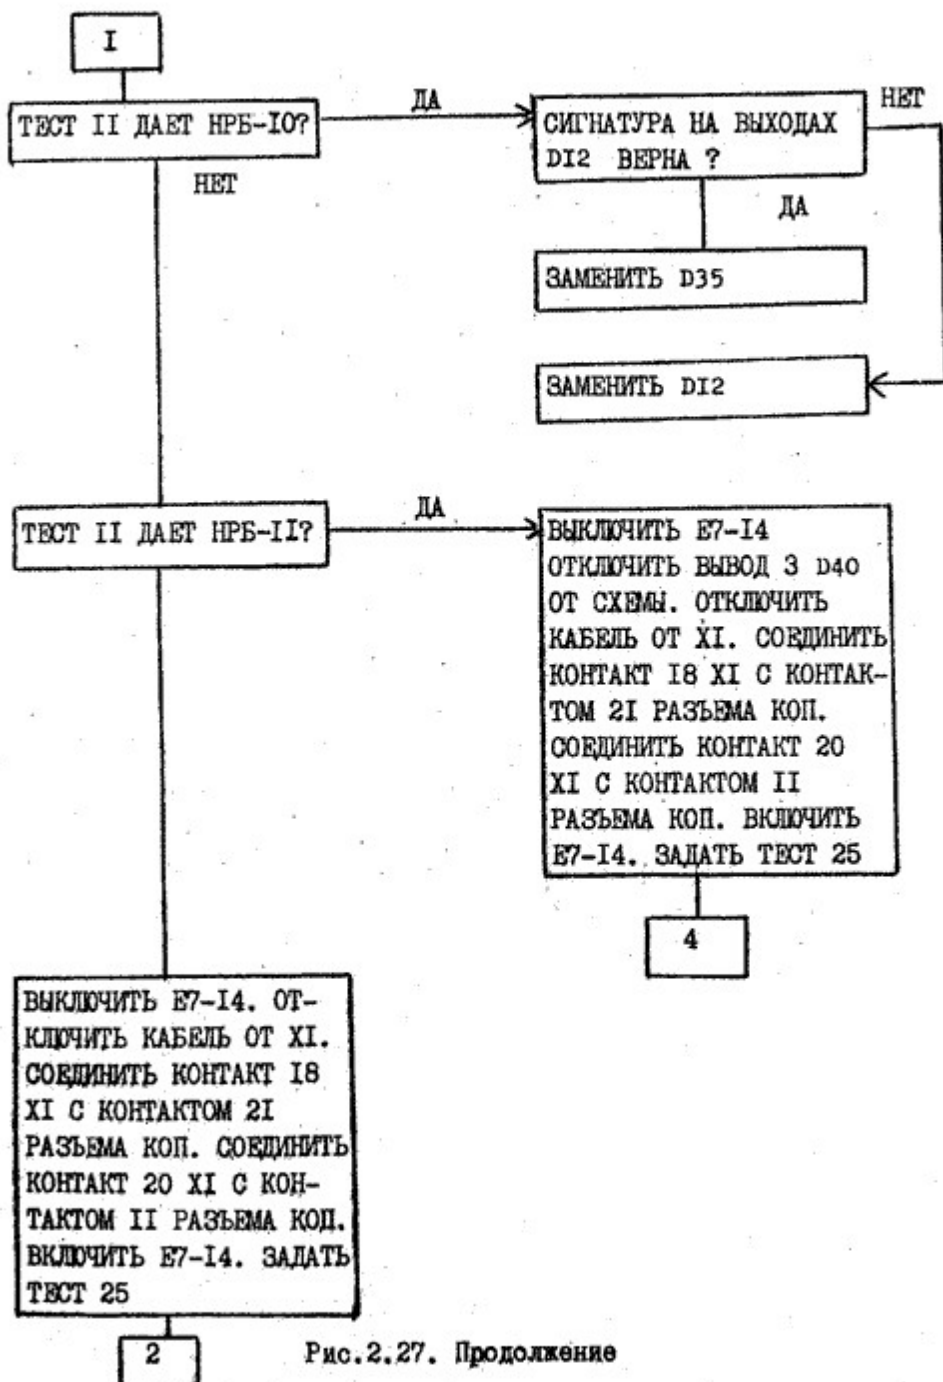 I
ТЕСТ II ДАЕТ НРБ-IO?
ДА
НЕТ
СИГНАТУРА НА ВЫХОДАХ
DI2 ВЕРНА ?
НЕТ
ДА
ЗАМЕНИТЬ D35
ЗАМЕНИТЬ DI2
ТЕСТ II ДАЕТ НРБ-II?
ДА
ВЫКЛЮЧИТЬ Е7-I4
ОТКЛЮЧИТЬ ВЫВОД 3 D40
ОТ СХЕМЫ. ОТКЛЮЧИТЬ
КАБЕЛЬ ОТ XI. СОЕДИНИТЬ
КОНТАКТ I8 XI С КОНТАК-
ТОМ 2I РАЗЪЕМА КОП.
СОЕДИНИТЬ КОНТАКТ 20
XI С КОНТАКТОМ II
РАЗЪЕМА КОП. ВКЛЮЧИТЬ
Е7-I4. ЗАДАТЬ ТЕСТ 25
4
ВЫКЛЮЧИТЬ Е7-I4. ОТ-
КЛЮЧИТЬ КАБЕЛЬ ОТ XI.
СОЕДИНИТЬ КОНТАКТ I8
XI С КОНТАКТОМ 2I
РАЗЪЕМА КОП. СОЕДИНИТЬ
КОНТАКТ 20 XI С КОН-
ТАКТОМ II РАЗЪЕМА КОП.
ВКЛЮЧИТЬ Е7-I4. ЗАДАТЬ
ТЕСТ 25
2
Рис.2.27. Продолжение